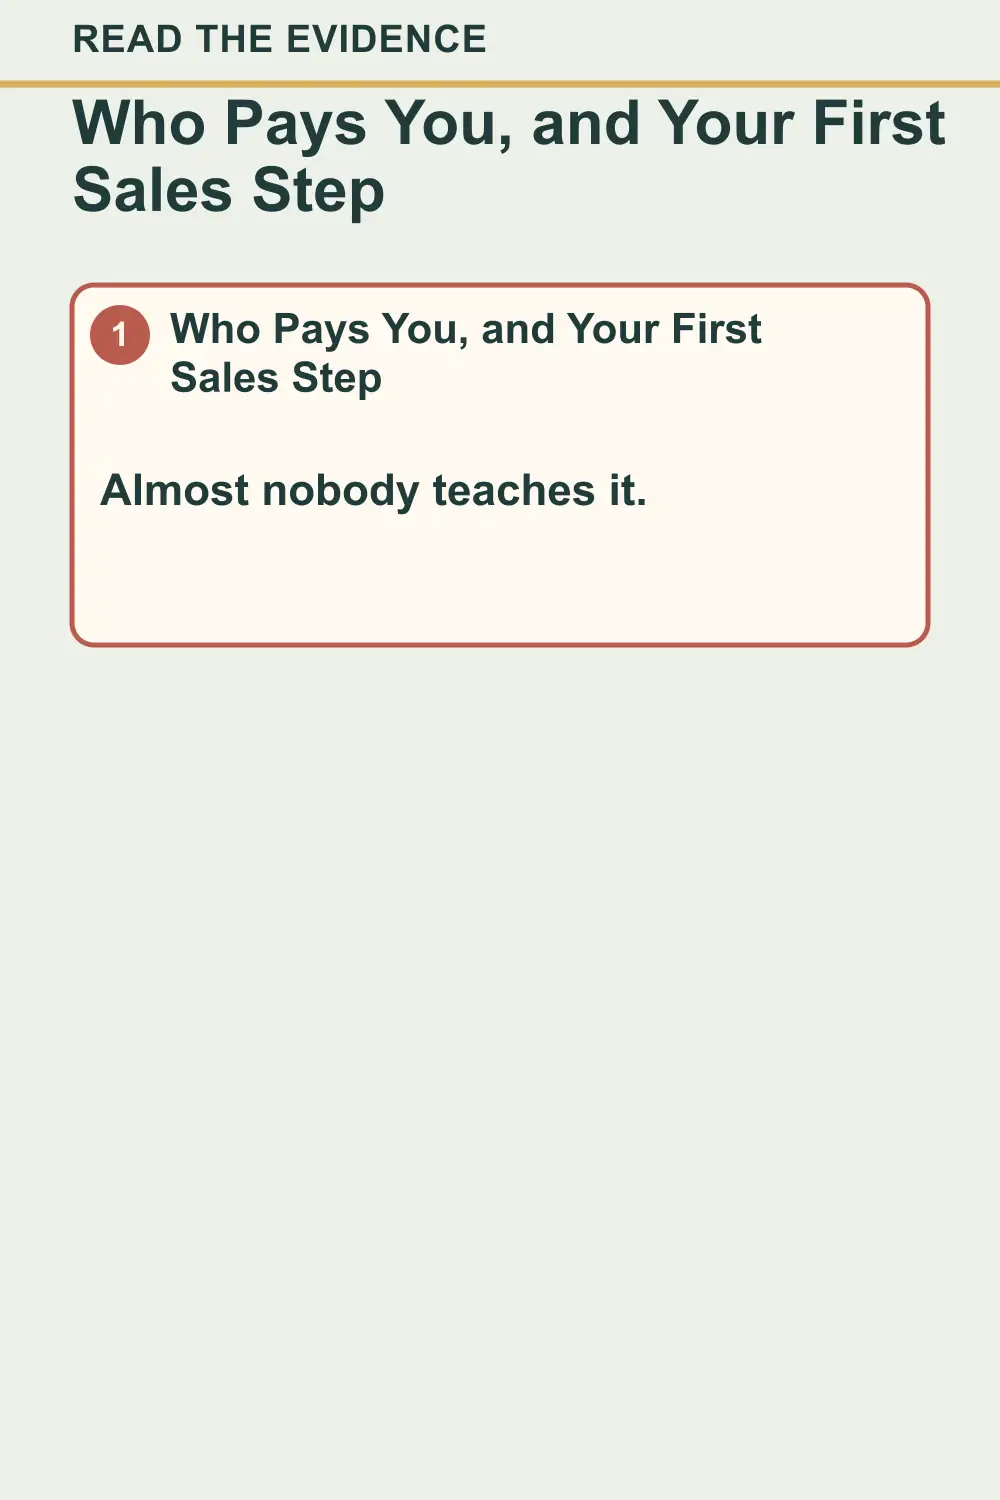 READ THE EVIDENCE
Who Pays You, and Your First
Sales Step
1
Who Pays You, and Your First
Sales Step
Almost nobody teaches it.